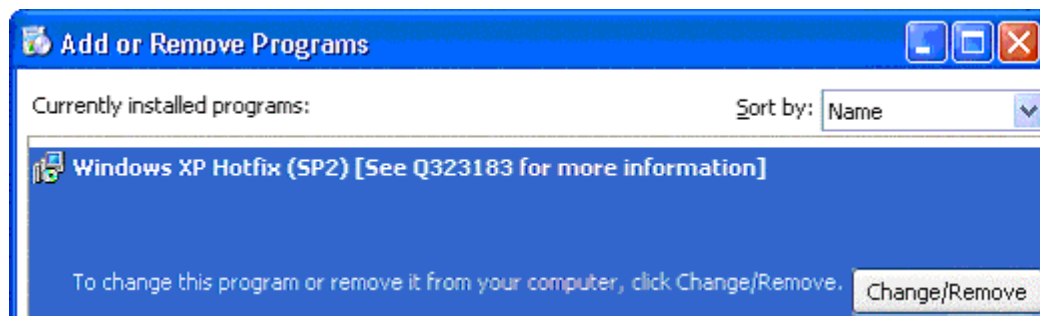 Add or Remove Programs
Currently installed programs:
Sort by: Name
Windows XP Hotfix (SP2) [See Q323183 for more information]
To change this program or remove it from your computer, click Change/Remove. Change/Remove